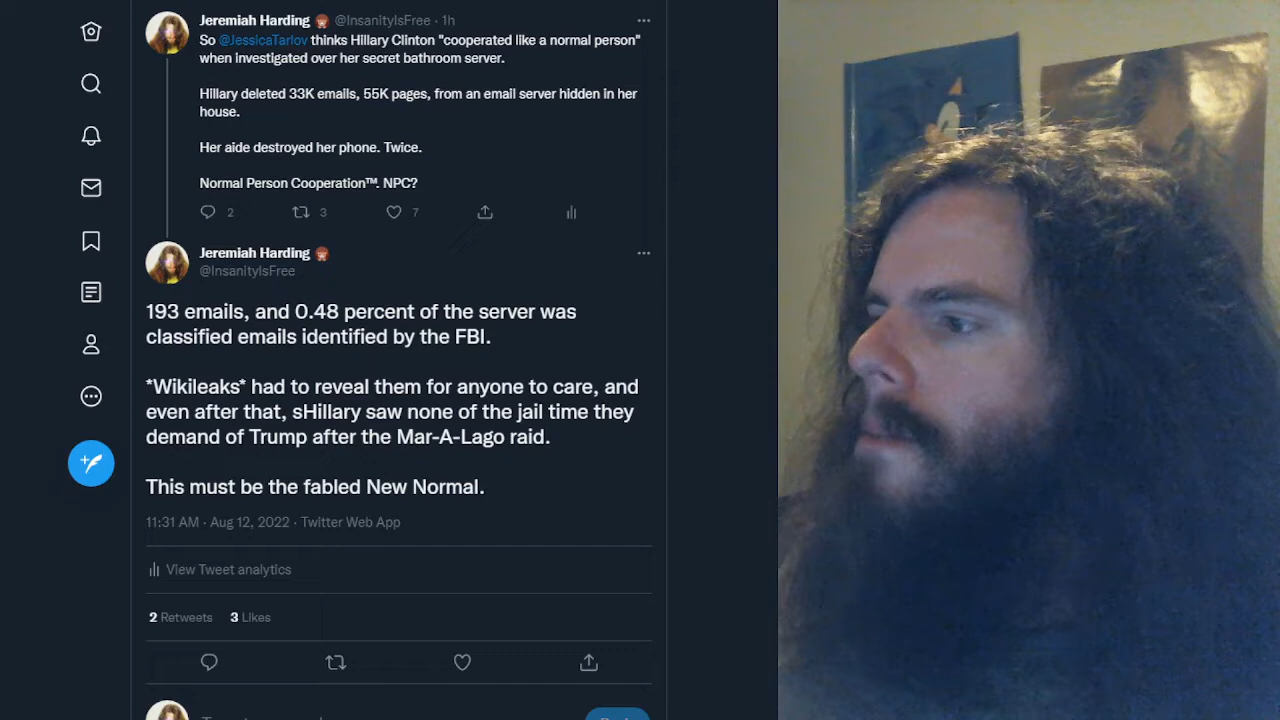 Jeremiah Harding @InsanityIsFree · 1h
So @JessicaTarlov thinks Hillary Clinton "cooperated like a normal person"
when investigated over her secret bathroom server.
Hillary deleted 33K emails, 55K pages, from an email server hidden in her
house.
Her aide destroyed her phone. Twice.
Normal Person Cooperation™. NPC?
2 3 7
Jeremiah Harding
@InsanityIsFree
193 emails, and 0.48 percent of the server was
classified emails identified by the FBI.
*Wikileaks* had to reveal them for anyone to care, and
even after that, sHillary saw none of the jail time they
demand of Trump after the Mar-A-Lago raid.
This must be the fabled New Normal.
11:31 AM · Aug 12, 2022 · Twitter Web App
View Tweet analytics
2 Retweets 3 Likes